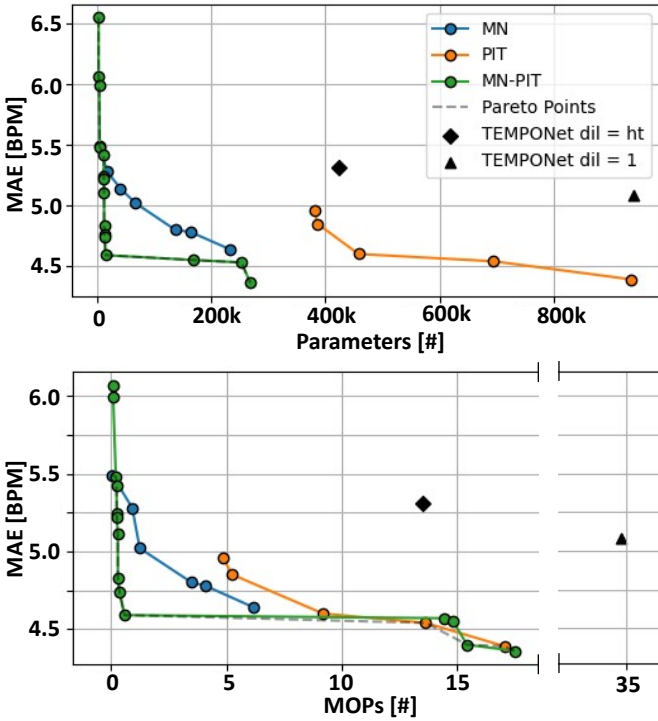 6.5
6.0
5.5
5.0
4.5
MAE [BPM]
MN
PIT
MN-PIT
Pareto Points
TEMPONet dil = ht
TEMPONet dil = 1
0
200k
400k
600k
800k
Parameters [#]
6.0
5.5
5.0
4.5
MAE [BPM]
0
5
10
15
35
MOPs [#]